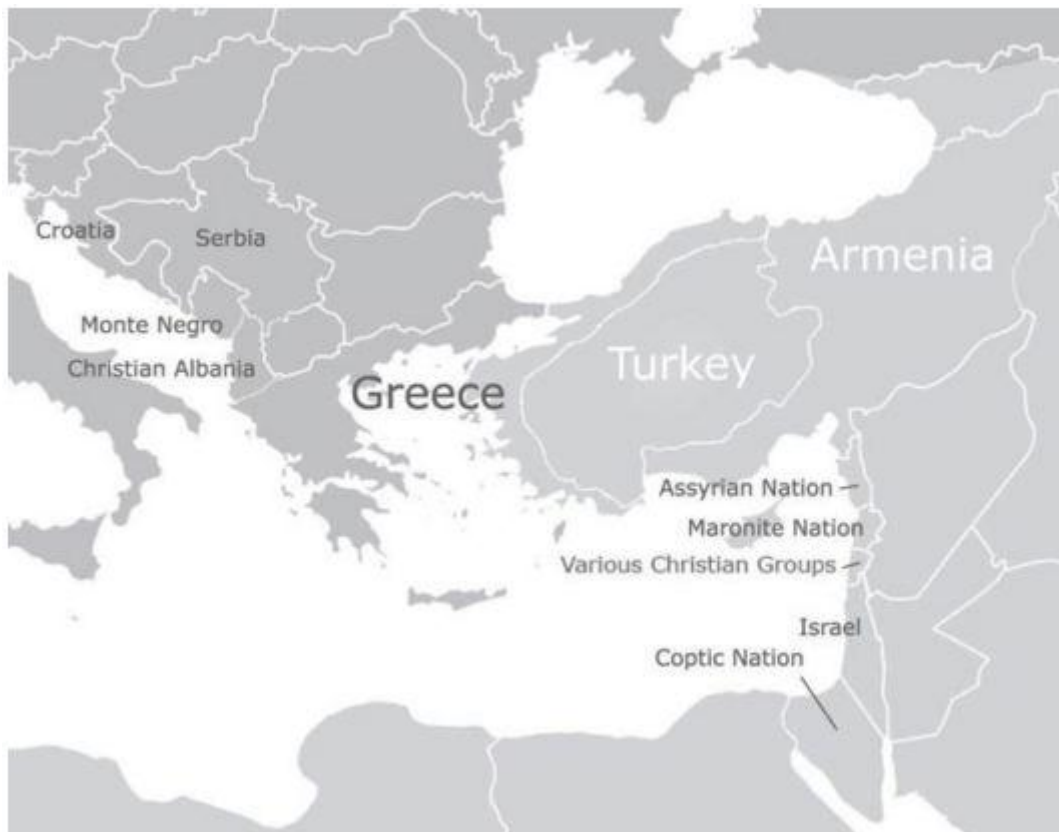 Croatia
Serbia
Armenia
Monte Negro
Christian Albania
Turkey
Greece
Assyrian Nation
Maronite Nation
Various Christian Groups
Israel
Coptic Nation